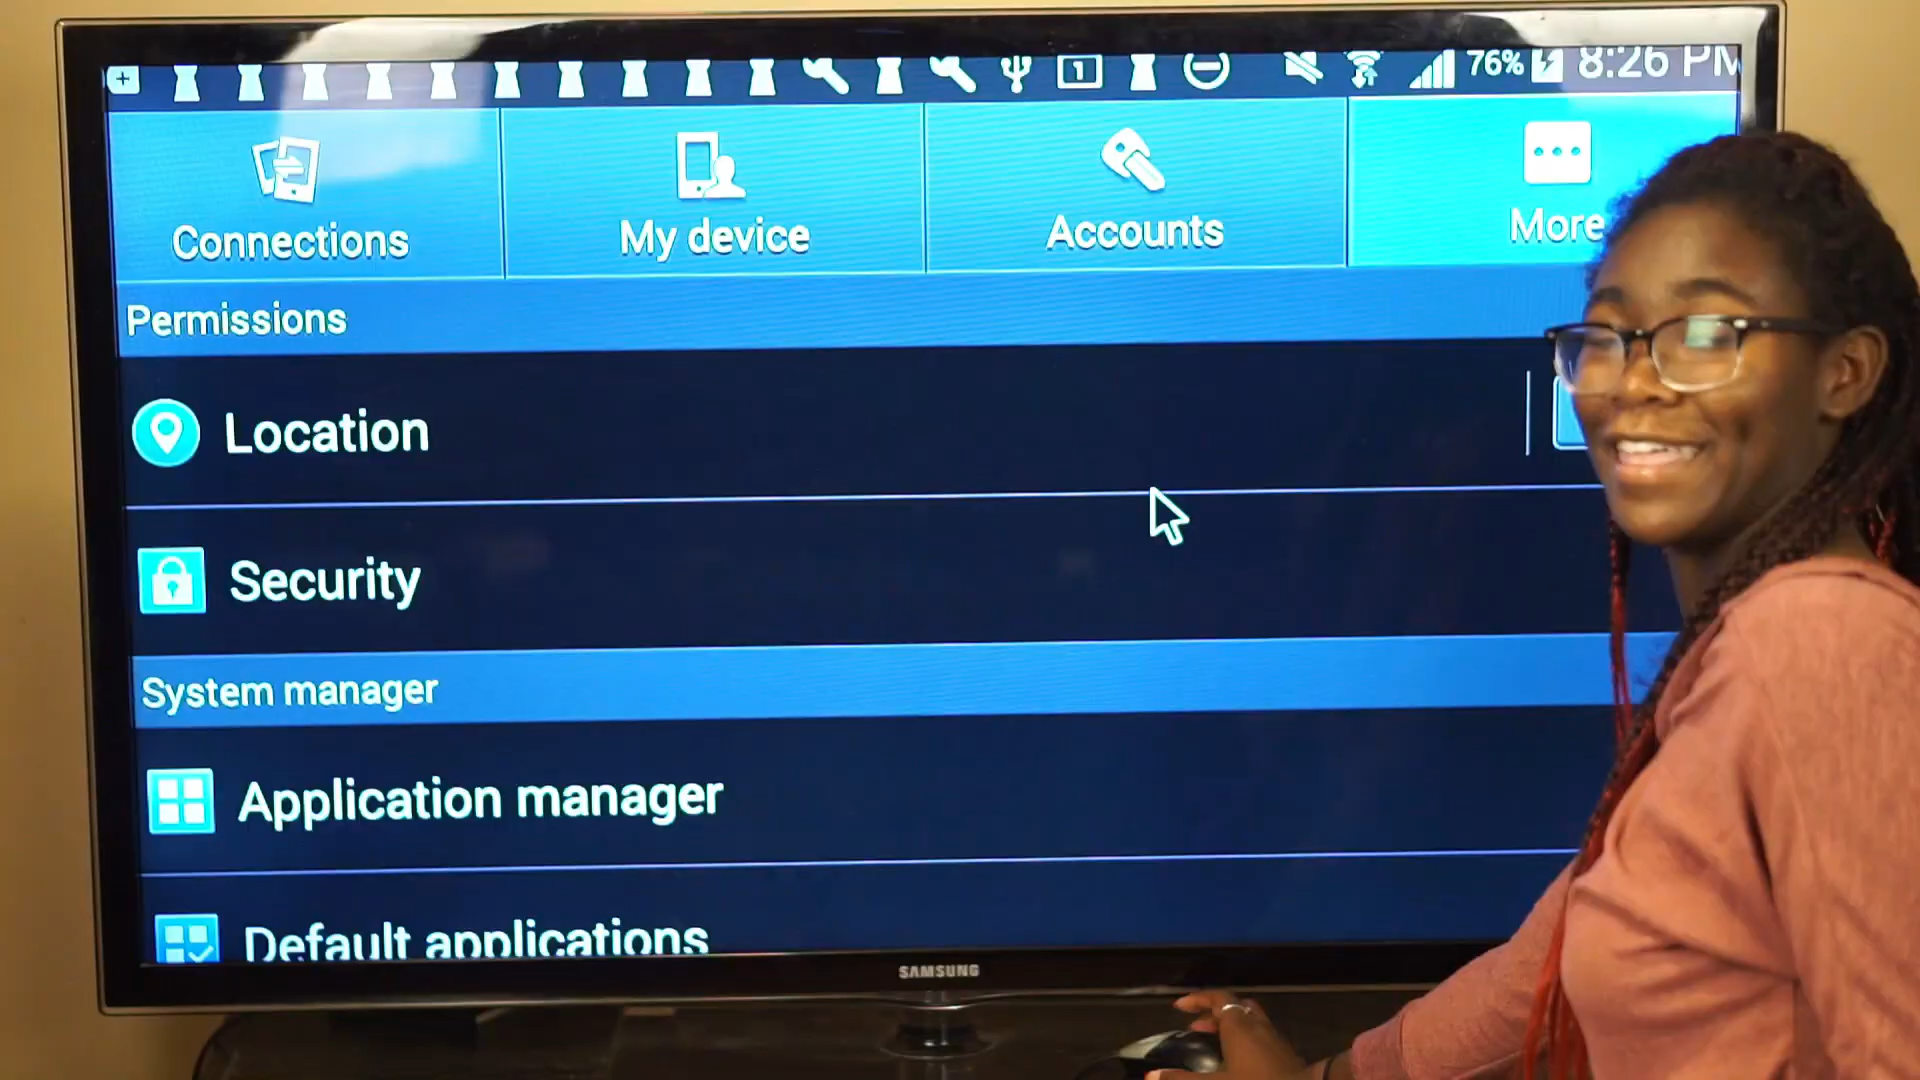 1 76% 8:26 PM
Connections My device Accounts More
Permissions
Location
Security
System manager
Application manager
Default applications
SAMSUNG